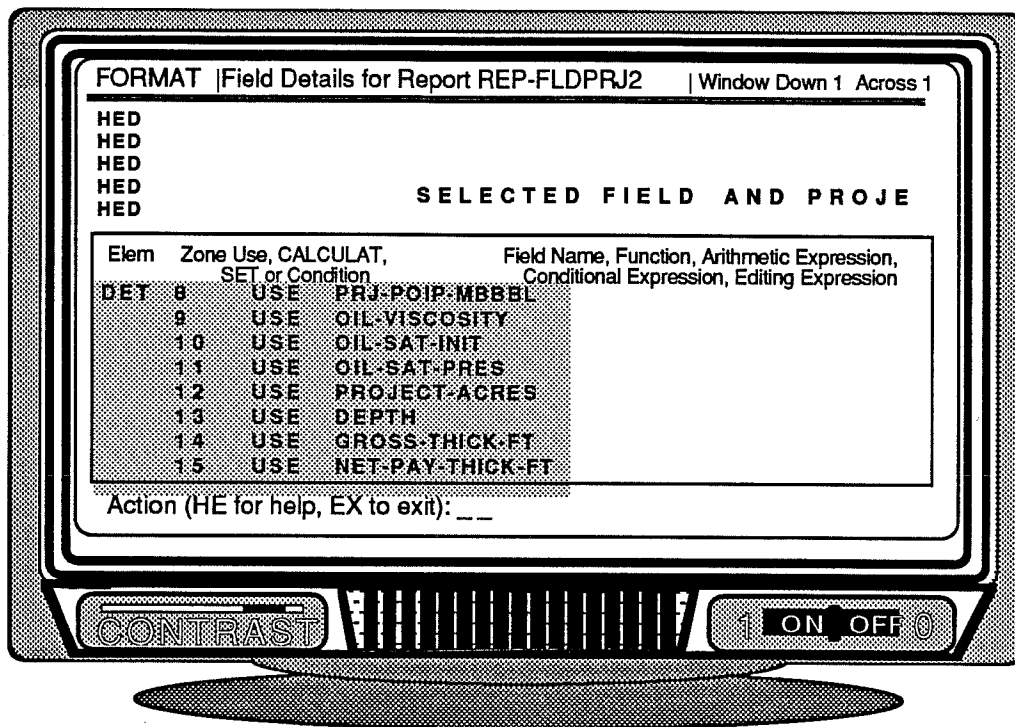 FORMAT |Field Details for Report REP-FLDPRJ2 | Window Down 1 Across 1
HED
HED
HED
HED SELECTED FIELD AND PROJE
HED
Elem Zone Use, CALCULAT, Field Name, Function, Arithmetic Expression,
SET or Condition Conditional Expression, Editing Expression
DET 8 USE PRJ-POIP-MBBBL
9 USE OIL-VISCOSITY
10 USE OIL-SAT-INIT
11 USE OIL-SAT-PRES
12 USE PROJECT-ACRES
13 USE DEPTH
14 USE GROSS-THICK-FT
15 USE NET-PAY-THICK-FT
Action (HE for help, EX to exit): _ _
CONTRAST 1 ON OFF 0